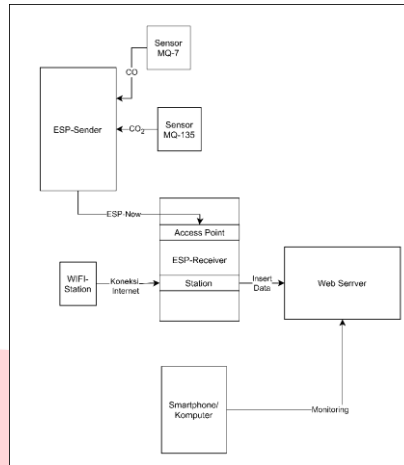 Sensor
MQ-7
CO
ESP-Sender
CO2
Sensor
MQ-135
ESP-Now
Access Point
ESP-Receiver
WIFI-
Station
Koneksi
Internet
Station
Insert
Data
Web Serrver
Smartphone/
Komputer
Monitoring